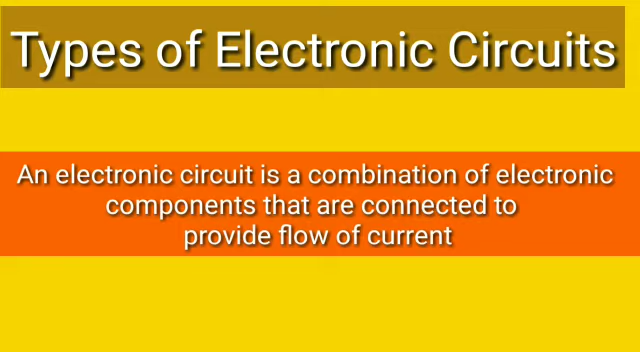 Types of Electronic Circuits
An electronic circuit is a combination of electronic
components that are connected to
provide flow of current